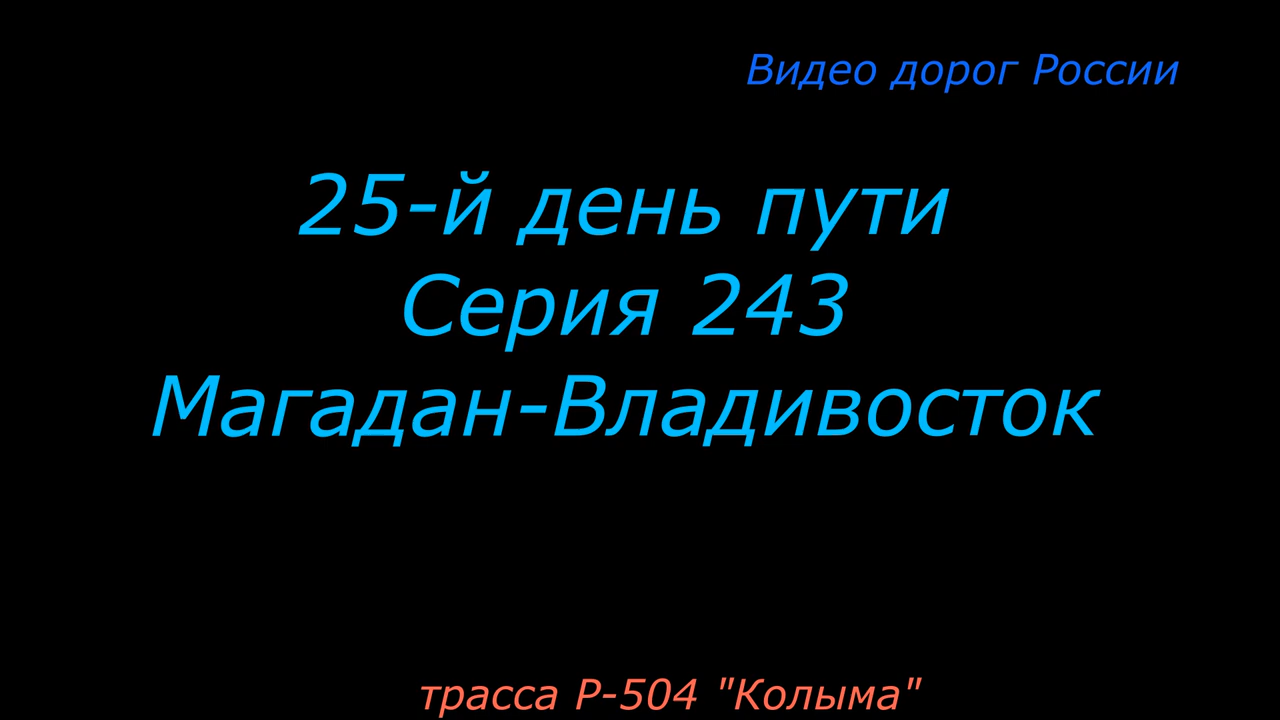 Видео дорог России
25-й день пути
Серия 243
Магадан-Владивосток
трасса Р-504 "Колыма"